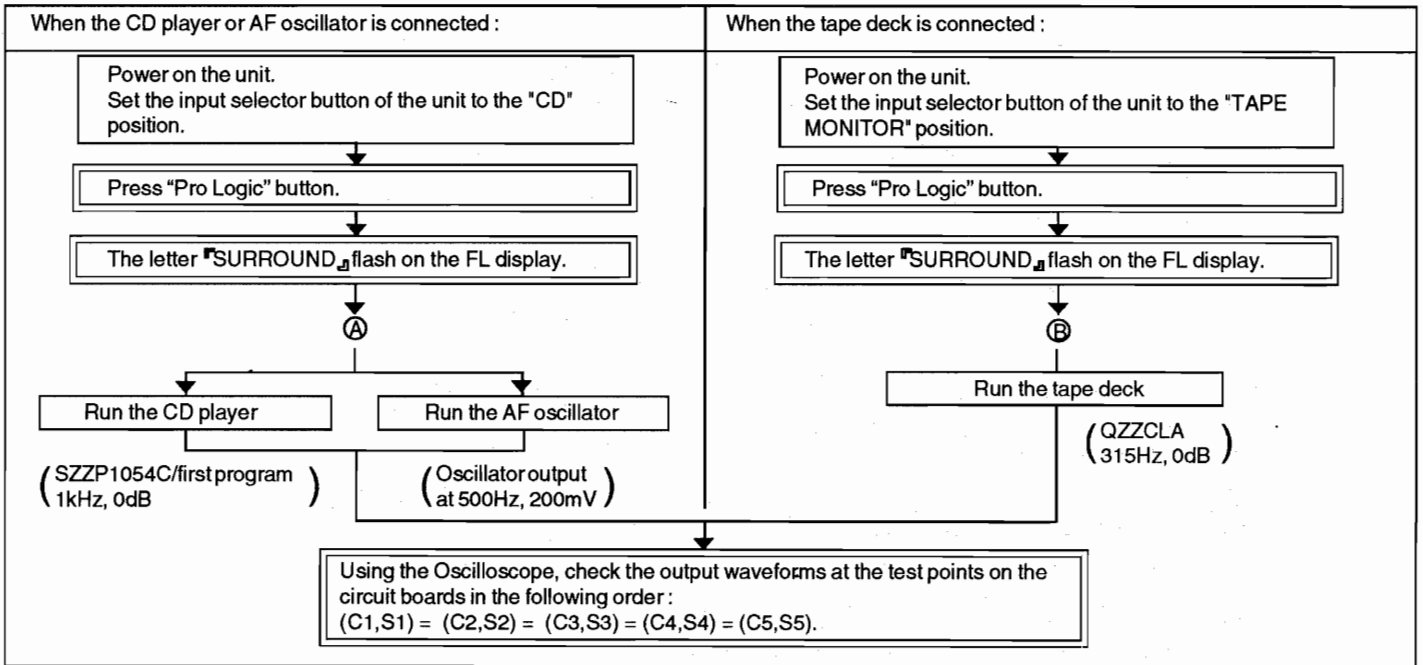 When the CD player or AF oscillator is connected :
Power on the unit.
Set the input selector button of the unit to the "CD"
position.
Press “Pro Logic” button.
The letter『SURROUND』flash on the FL display.
Ⓐ
Run the CD player
Run the AF oscillator
(SZZP1054C/first program
1kHz, 0dB)
(Oscillator output
at 500Hz, 200mV)
When the tape deck is connected :
Power on the unit.
Set the input selector button of the unit to the "TAPE
MONITOR" position.
Press “Pro Logic” button.
The letter『SURROUND』flash on the FL display.
Ⓑ
Run the tape deck
(QZZCLA
315Hz, 0dB)
Using the Oscilloscope, check the output waveforms at the test points on the
circuit boards in the following order :
(C1,S1) = (C2,S2) = (C3,S3) = (C4,S4) = (C5,S5).